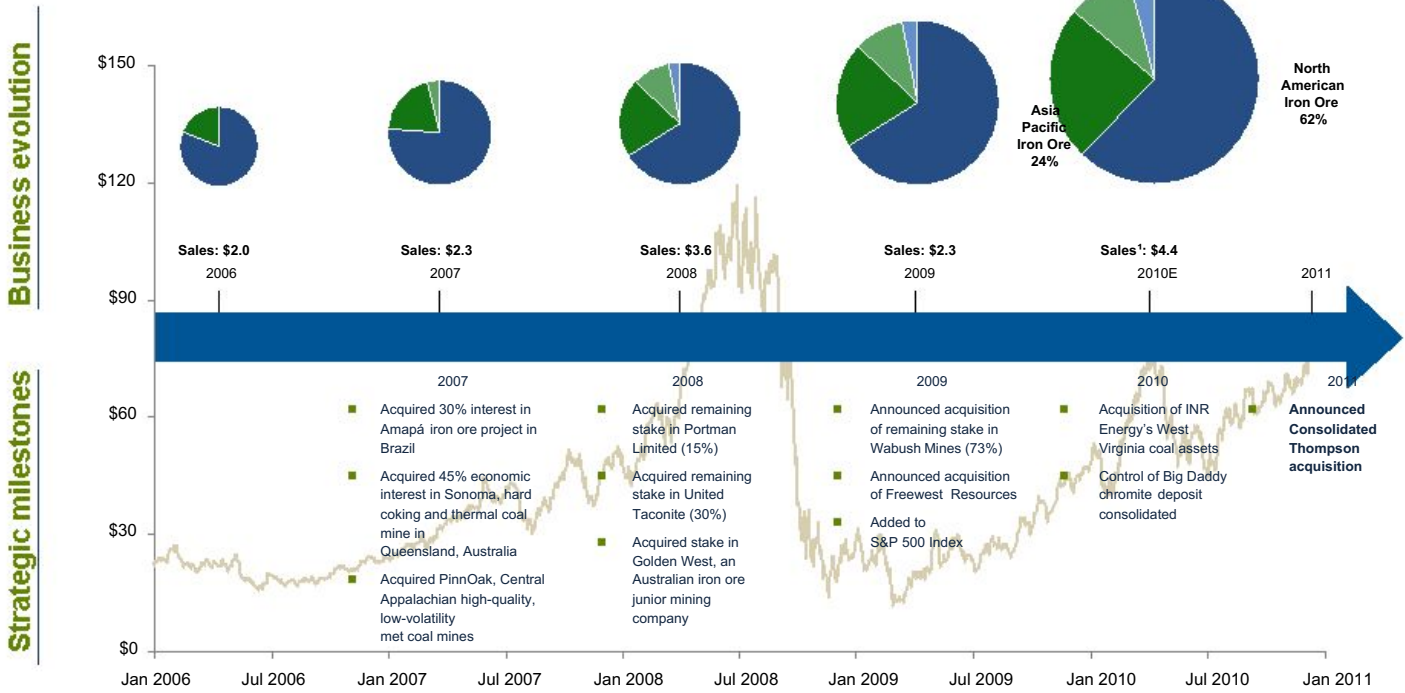 Business evolution
$150
$120
$90
North
American
Iron Ore
62%
Asia
Pacific
Iron Ore
24%
Sales: $2.0
2006
Sales: $2.3
2007
Sales: $3.6
2008
Sales: $2.3
2009
Sales¹: $4.4
2010E
2011
Strategic milestones
$60
$30
$0
2007
Acquired 30% interest in
Amapá iron ore project in
Brazil
Acquired 45% economic
interest in Sonoma, hard
coking and thermal coal
mine in
Queensland, Australia
Acquired PinnOak, Central
Appalachian high-quality,
low-volatility
met coal mines
2008
Acquired remaining
stake in Portman
Limited (15%)
Acquired remaining
stake in United
Taconite (30%)
Acquired stake in
Golden West, an
Australian iron ore
junior mining
company
2009
Announced acquisition
of remaining stake in
Wabush Mines (73%)
Announced acquisition
of Freewest Resources
Added to
S&P 500 Index
2010
Acquisition of INR
Energy's West
Virginia coal assets
Control of Big Daddy
chromite deposit
consolidated
2011
Announced
Consolidated
Thompson
acquisition
Jan 2006
Jul 2006
Jan 2007
Jul 2007
Jan 2008
Jul 2008
Jan 2009
Jul 2009
Jan 2010
Jul 2010
Jan 2011